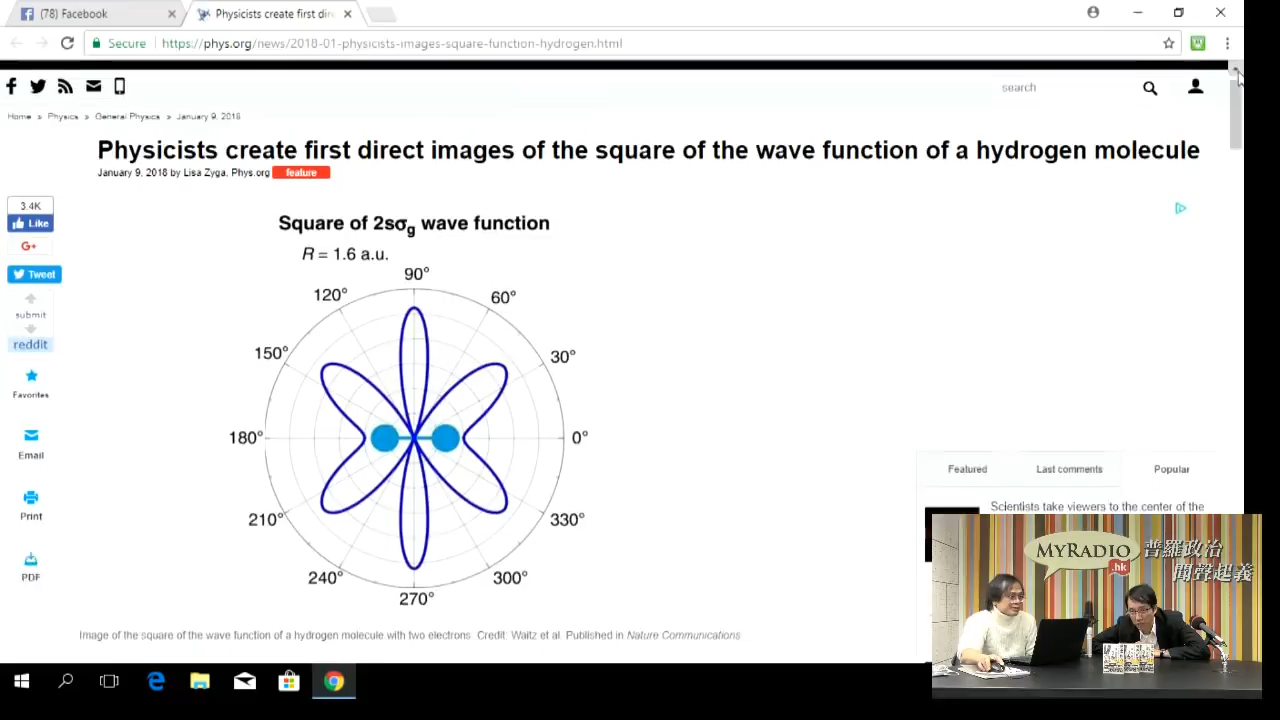 (78) Facebook
Physicists create first dire
Secure
https://phys.org/news/2018-01-physicists-images-square-function-hydrogen.html
search
Home » Physics » General Physics » January 9, 2018
Physicists create first direct images of the square of the wave function of a hydrogen molecule
January 9, 2018 by Lisa Zyga, Phys.org feature
3.4K
Like
G+
Tweet
submit
reddit
Favorites
Email
Print
PDF
Square of 2sσg wave function
R = 1.6 a.u.
90°
120°
60°
150°
30°
180°
0°
210°
330°
240°
300°
270°
Image of the square of the wave function of a hydrogen molecule with two electrons. Credit: Waitz et al. Published in Nature Communications
Featured
Last comments
Popular
Scientists take viewers to the center of the
MYRADIO
.hk
普羅政治
聞聲起義